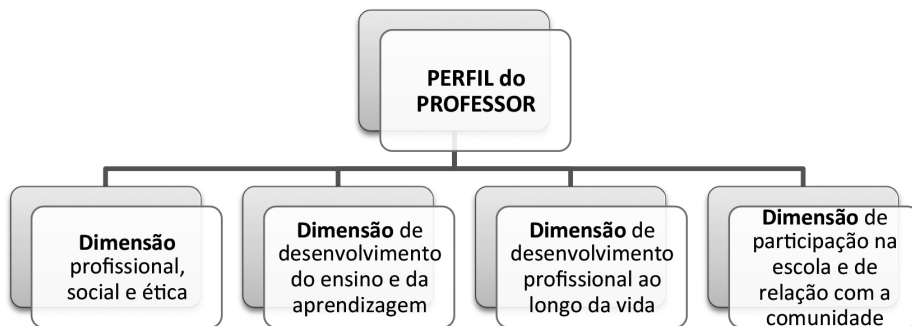 PERFIL do
PROFESSOR
Dimensão
profissional,
social e ética
Dimensão de
desenvolvimento
do ensino e da
aprendizagem
Dimensão de
desenvolvimento
profissional ao
longo da vida
Dimensão de
participação na
escola e de
relação com a
comunidade